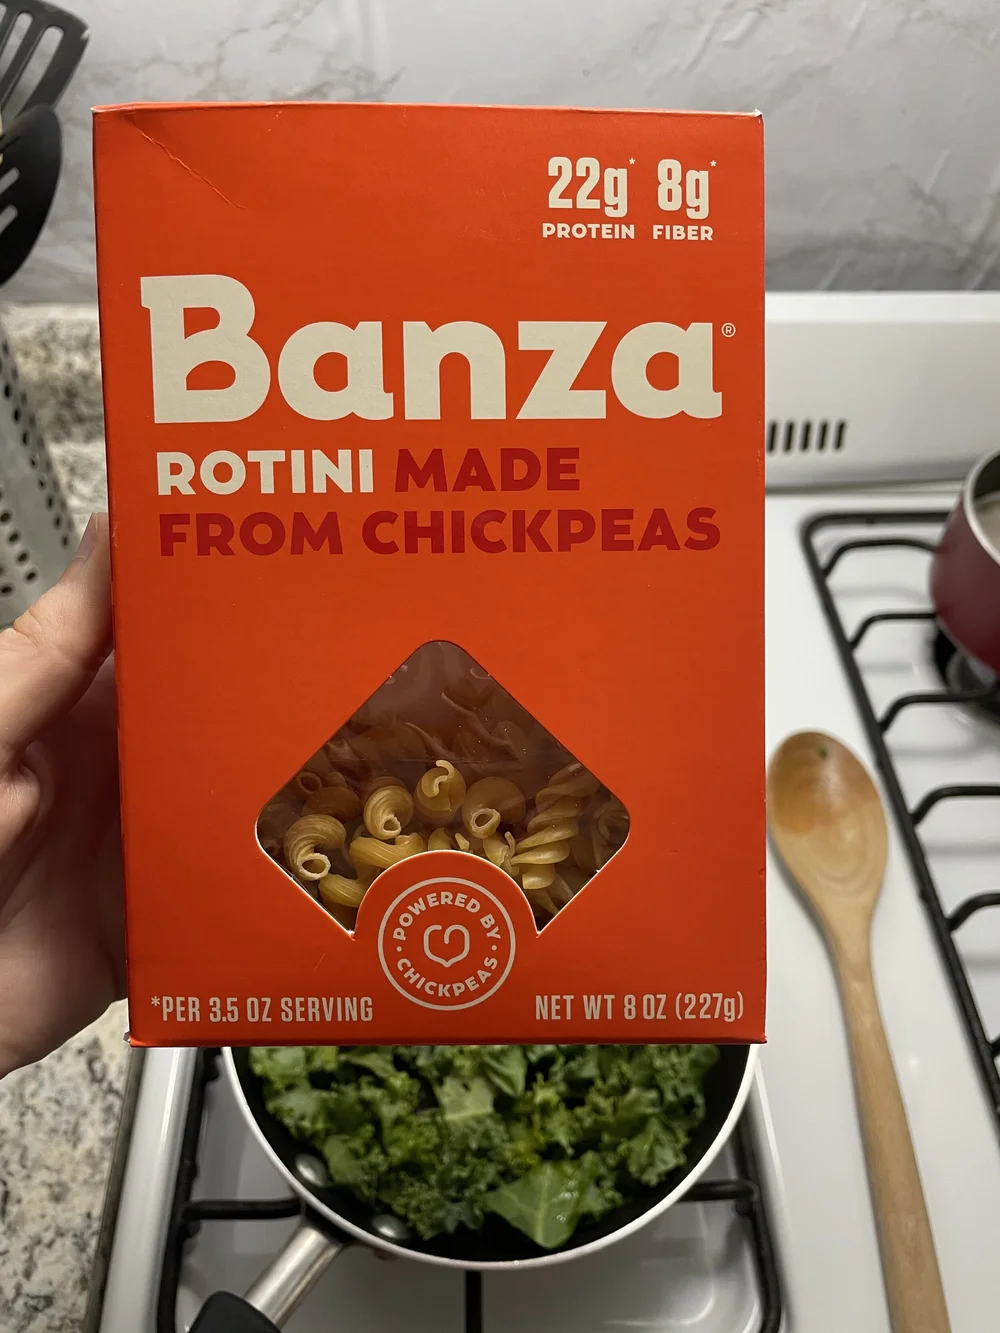 22g* 8g*
PROTEIN FIBER
Banza®
ROTINI MADE
FROM CHICKPEAS
POWERED BY
CHICKPEAS
*PER 3.5 OZ SERVING
NET WT 8 OZ (227g)